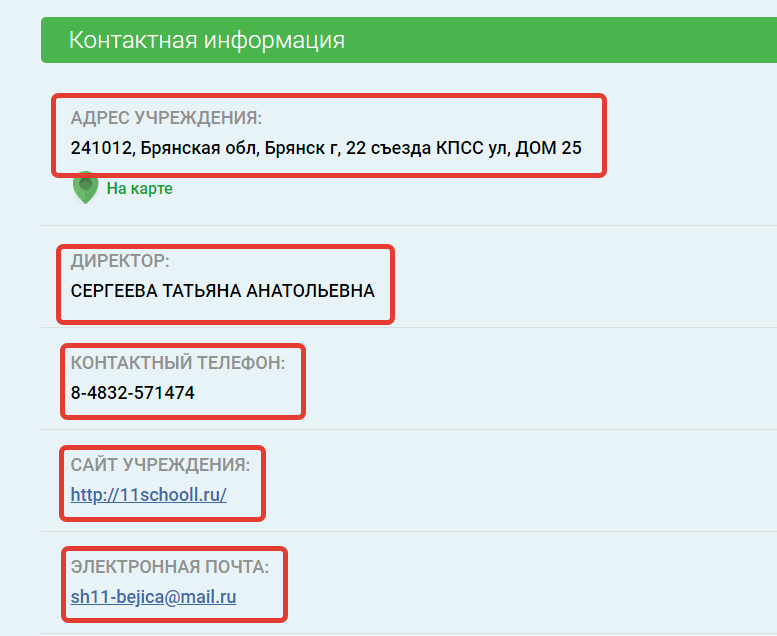 Контактная информация
АДРЕС УЧРЕЖДЕНИЯ:
241012, Брянская обл, Брянск г, 22 съезда КПСС ул, ДОМ 25
На карте
ДИРЕКТОР:
СЕРГЕЕВА ТАТЬЯНА АНАТОЛЬЕВНА
КОНТАКТНЫЙ ТЕЛЕФОН:
8-4832-571474
САЙТ УЧРЕЖДЕНИЯ:
http://11schooll.ru/
ЭЛЕКТРОННАЯ ПОЧТА:
sh11-bejica@mail.ru